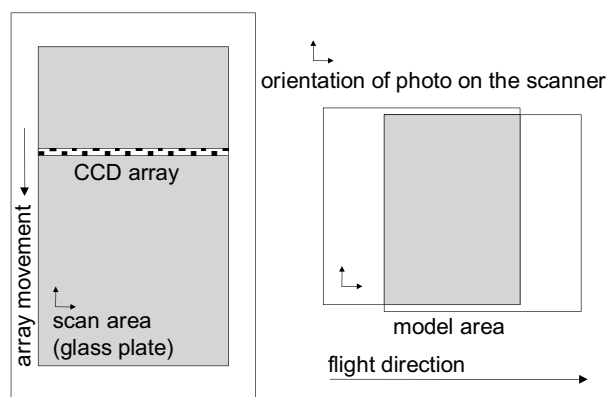 CCD array
array movement
scan area
(glass plate)
orientation of photo on the scanner
model area
flight direction